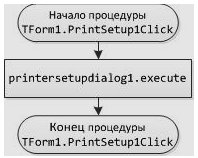 Начало процедуры
TForm1.PrintSetup1Click
printersetupdialog1.execute
Конец процедуры
TForm1.PrintSetup1Click